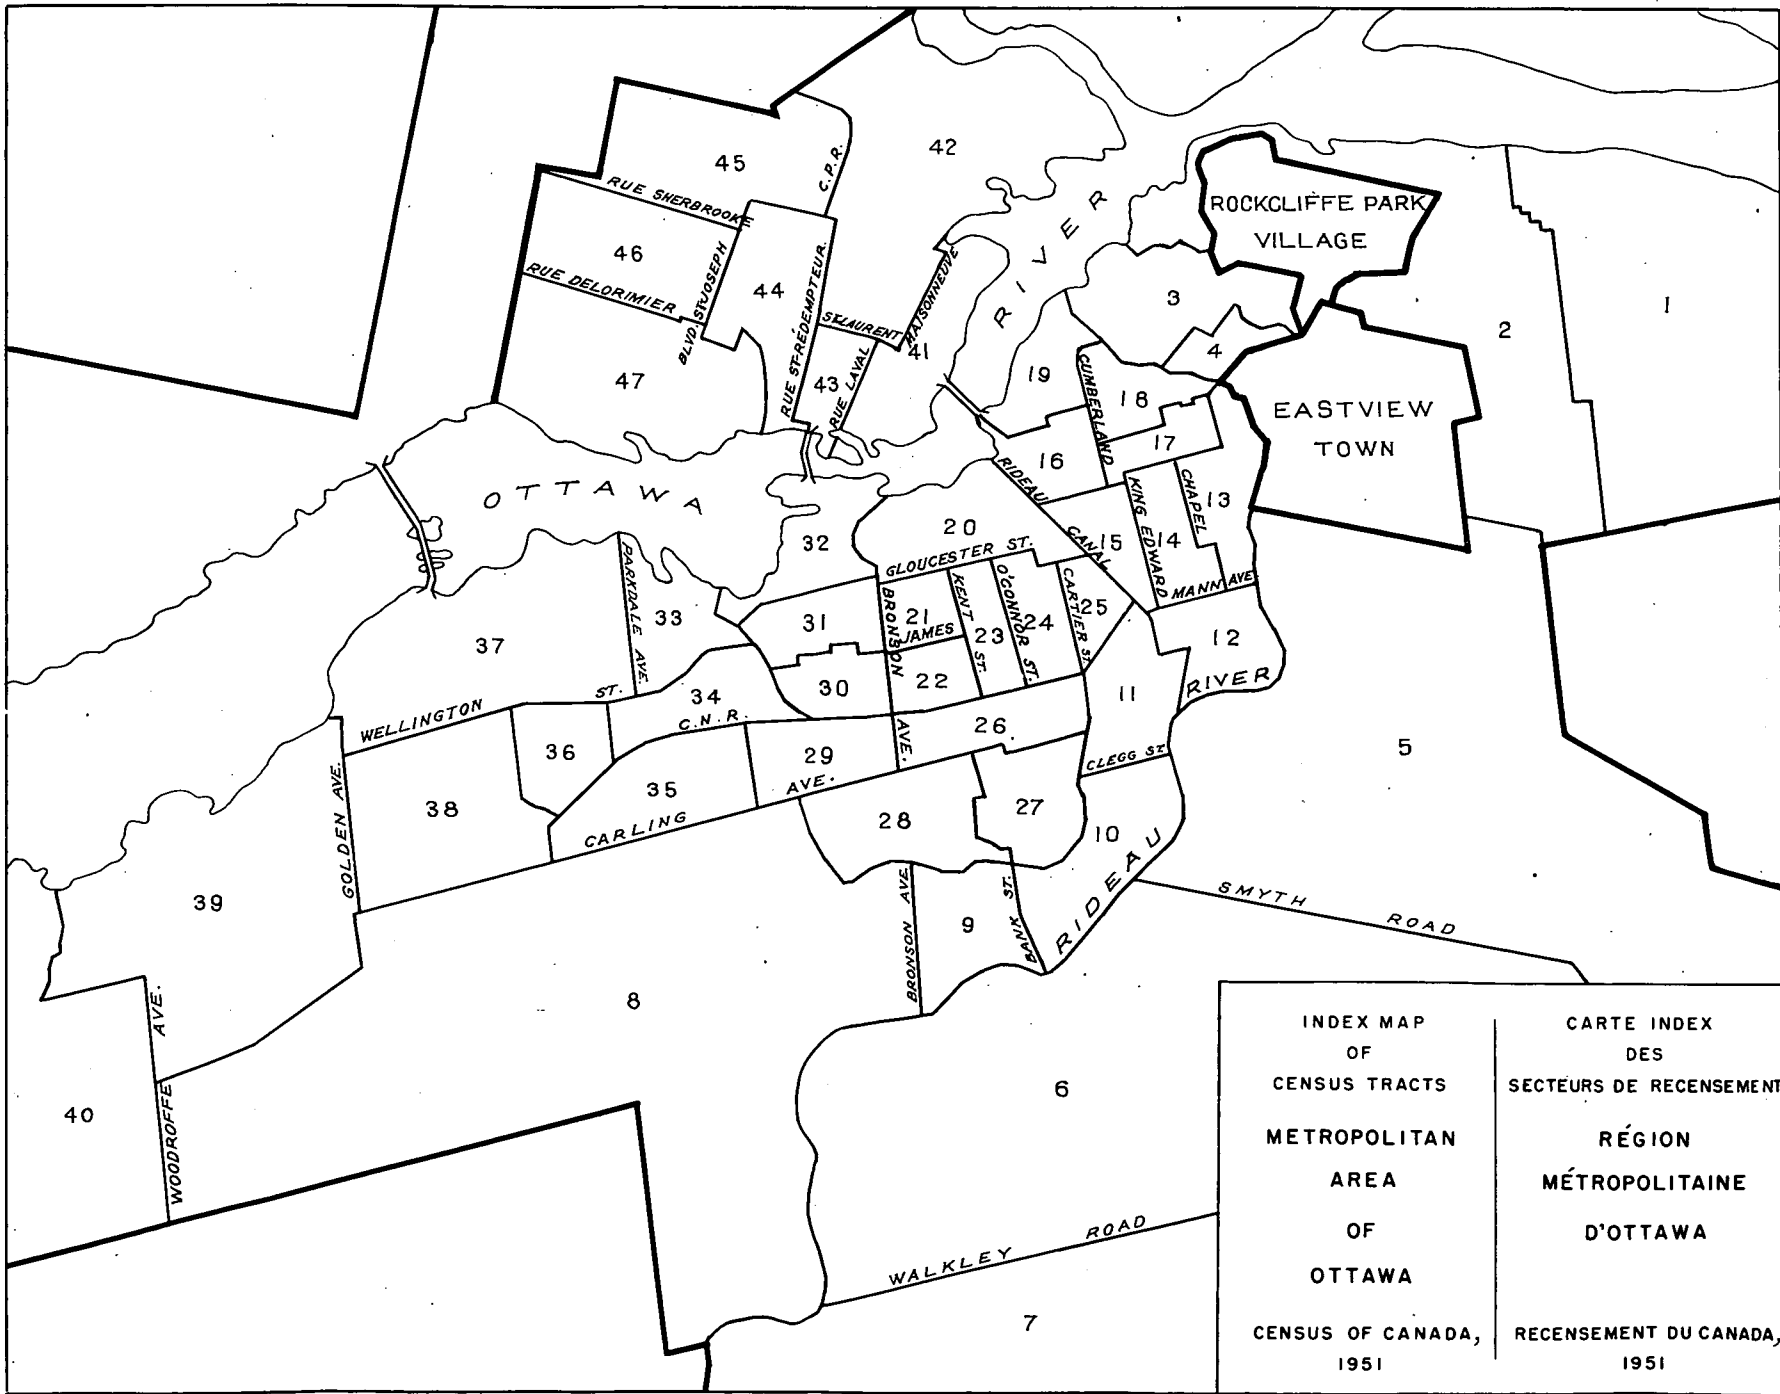 45
42
C.P.R.
RUE SHERBROOKE
46
RUE DELORIMIER
BLVD. ST-JOSEPH
44
RUE ST-RÉDEMPTEUR.
ST-LAURENT
MAISONNEUVE
47
43
RUE LAVAL
41
RIVER
ROCKCLIFFE PARK
VILLAGE
3
4
2
1
EASTVIEW
TOWN
19
CUMBERLAND
18
17
16
RIDEAU
CANAL
KING EDWARD
CHAPEL
13
14
15
MANN AVE.
OTTAWA
32
20
GLOUCESTER ST.
PARKDALE AVE.
33
31
BRONSON
AVE.
21
JAMES
KENT ST.
23
O'CONNOR ST.
24
CARTIER ST.
25
12
RIVER
37
WELLINGTON
ST.
34
C.N.R.
30
22
11
26
36
29
CLEGG ST.
5
GOLDEN AVE.
38
35
CARLING
AVE.
28
27
10
RIDEAU
39
BRONSON AVE.
9
BANK ST.
SMYTH
ROAD
8
40
WOODROFFE
AVE.
6
WALKLEY
ROAD
7
INDEX MAP
OF
CENSUS TRACTS
METROPOLITAN
AREA
OF
OTTAWA
CENSUS OF CANADA,
1951
CARTE INDEX
DES
SECTEURS DE RECENSEMENT
RÉGION
MÉTROPOLITAINE
D'OTTAWA
RECENSEMENT DU CANADA,
1951